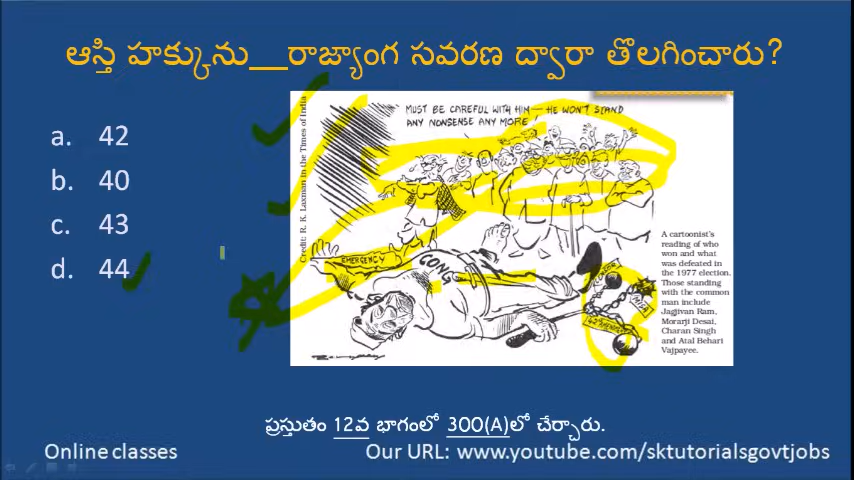 ఆస్తి హక్కును__రాజ్యాంగ సవరణ ద్వారా తొలగించారు?
a. 42
b. 40
c. 43
d. 44
Credit: R. K. Laxman in the Times of India
MUST BE CAREFUL WITH HIM — HE WON'T STAND
ANY NONSENSE ANY MORE!
EMERGENCY
CONG
A cartoonist's
reading of who
won and what
was defeated in
the 1977 election.
Those standing
with the common
man include
Jagjivan Ram,
Morarji Desai,
Charan Singh
and Atal Behari
Vajpayee.
ప్రస్తుతం 12వ భాగంలో 300(A)లో చేర్చారు.
Online classes
Our URL: www.youtube.com/sktutorialsgovtjobs